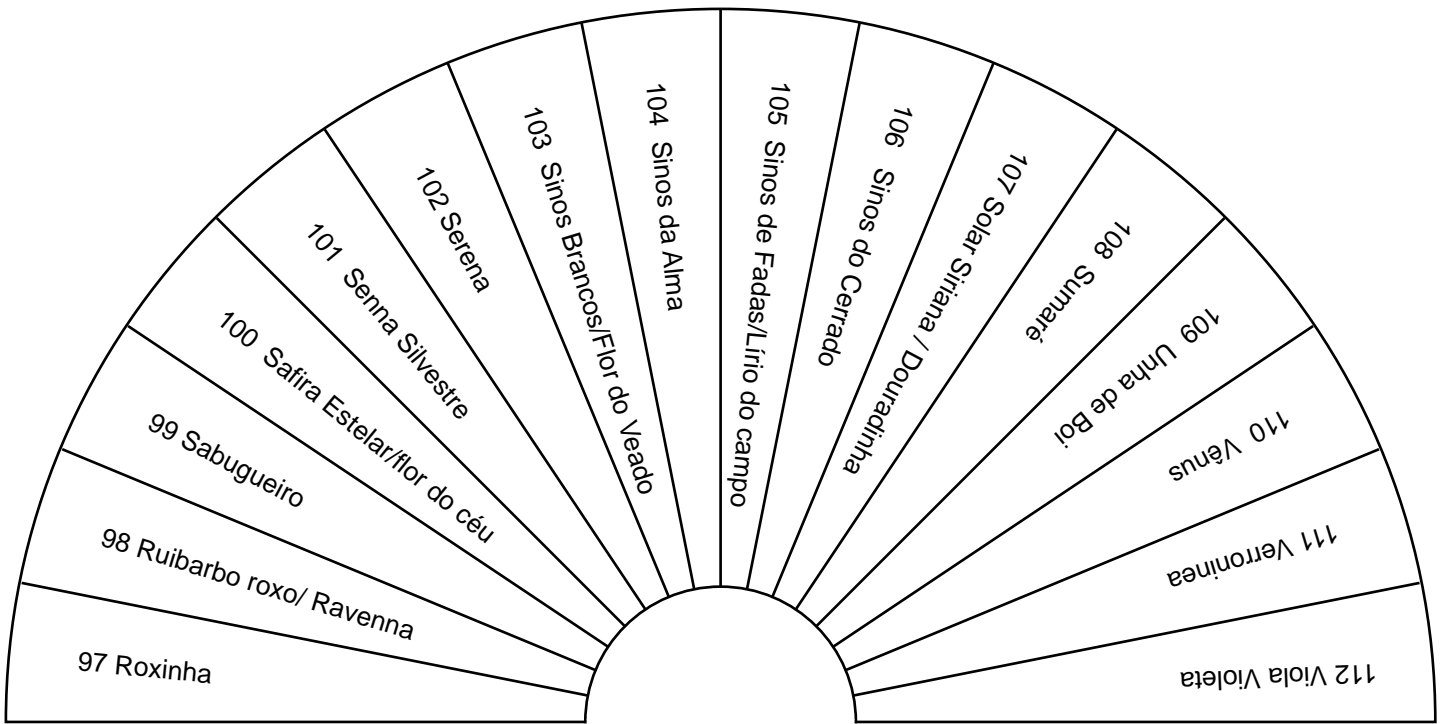 97 Roxinha
98 Ruibarbo roxo/ Ravenna
99 Sabugueiro
100 Safira Estelar/flor do céu
101 Senna Silvestre
102 Serena
103 Sinos Brancos/Flor do Veado
104 Sinos da Alma
105 Sinos de Fadas/Lírio do campo
106 Sinos do Cerrado
107 Solar Siriana / Douradinha
108 Sumaré
109 Unha de Boi
110 Vênus
111 Verroninea
112 Viola Violeta